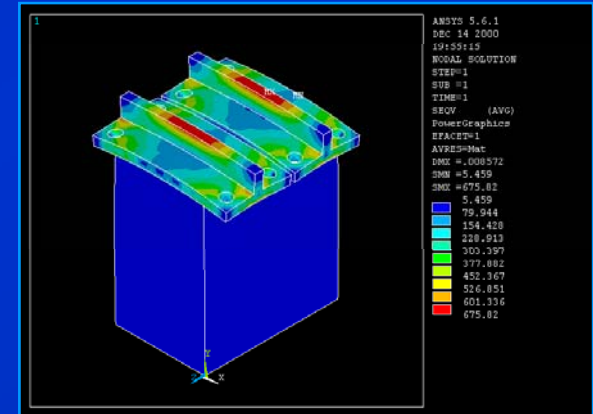 1
ANSYS 5.6.1
DEC 14 2000
19:55:15
NODAL SOLUTION
STEP=1
SUB =1
TIME=1
SEQV (AVG)
PowerGraphics
EFACET=1
AVRES=Mat
DMX =.008572
SMN =5.459
SMX =675.82
5.459
79.944
154.428
228.913
303.397
377.882
452.367
526.851
601.336
675.82
MX
MN
Y
Z
X